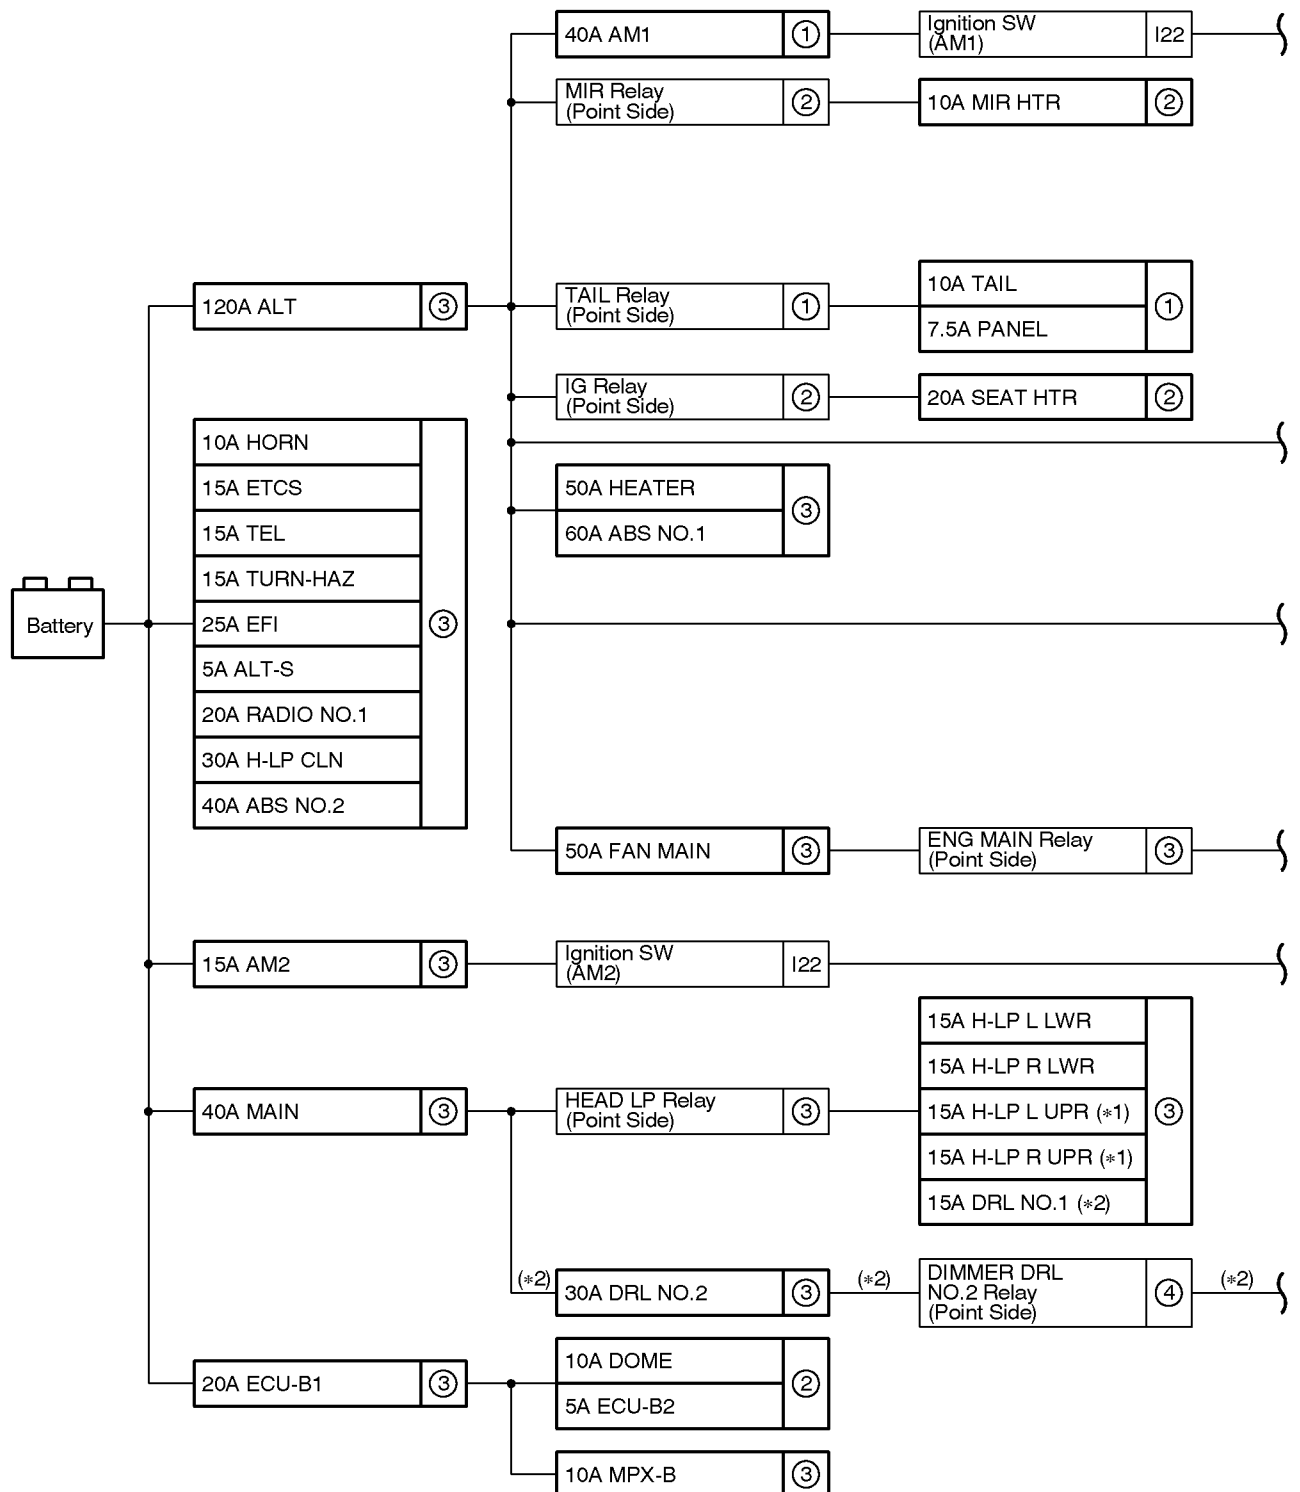 40A AM1 ①
Ignition SW
(AM1)
I22
MIR Relay
(Point Side)
②
10A MIR HTR ②
120A ALT ③
TAIL Relay
(Point Side)
①
10A TAIL
7.5A PANEL
①
IG Relay
(Point Side)
②
20A SEAT HTR ②
10A HORN
15A ETCS
15A TEL
15A TURN-HAZ
25A EFI
5A ALT-S
20A RADIO NO.1
30A H-LP CLN
40A ABS NO.2
③
50A HEATER
60A ABS NO.1
③
Battery
50A FAN MAIN ③
ENG MAIN Relay
(Point Side)
③
15A AM2 ③
Ignition SW
(AM2)
I22
40A MAIN ③
HEAD LP Relay
(Point Side)
③
15A H-LP L LWR
15A H-LP R LWR
15A H-LP L UPR (∗1)
15A H-LP R UPR (∗1)
15A DRL NO.1 (∗2)
③
(∗2)
30A DRL NO.2 ③
(∗2)
DIMMER DRL
NO.2 Relay
(Point Side)
④
(∗2)
20A ECU-B1 ③
10A DOME
5A ECU-B2
②
10A MPX-B ③